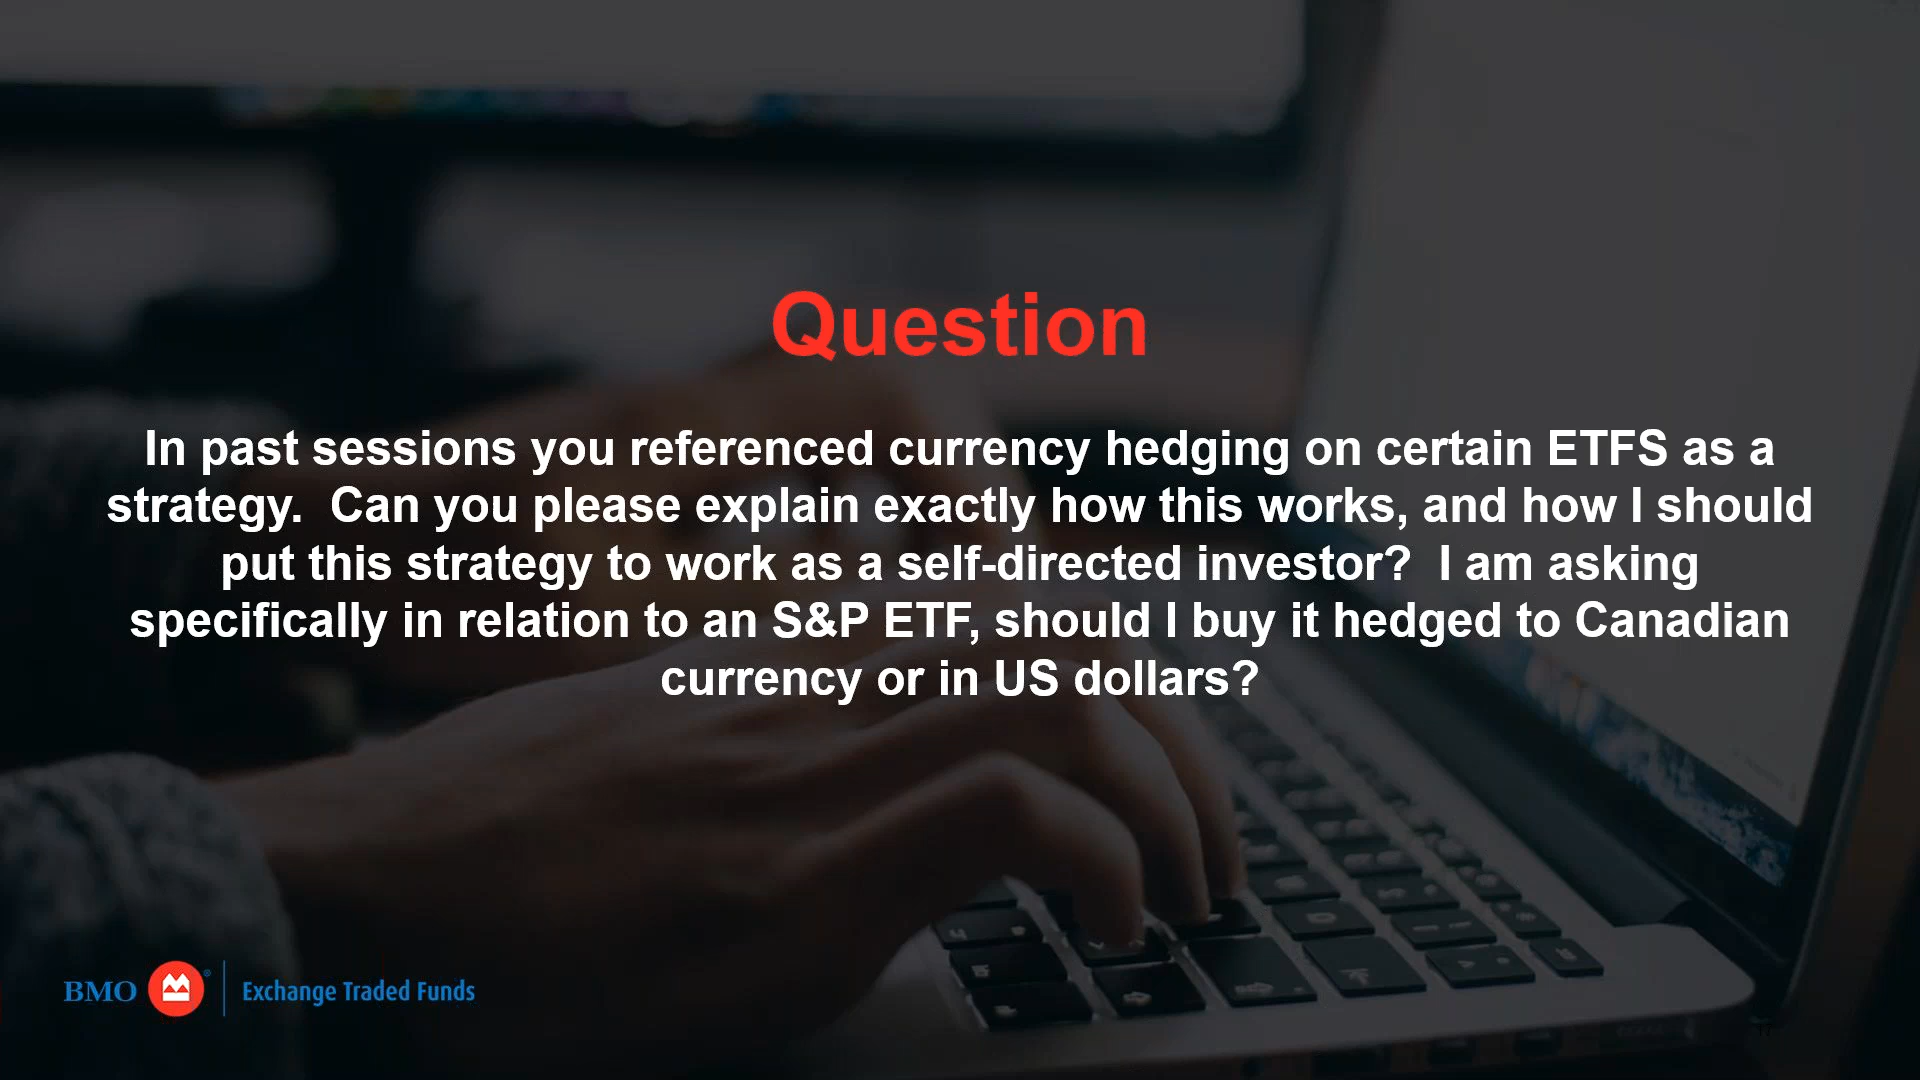 Question
In past sessions you referenced currency hedging on certain ETFS as a
strategy.  Can you please explain exactly how this works, and how I should
put this strategy to work as a self-directed investor?  I am asking
specifically in relation to an S&P ETF, should I buy it hedged to Canadian
currency or in US dollars?
BMO ® Exchange Traded Funds